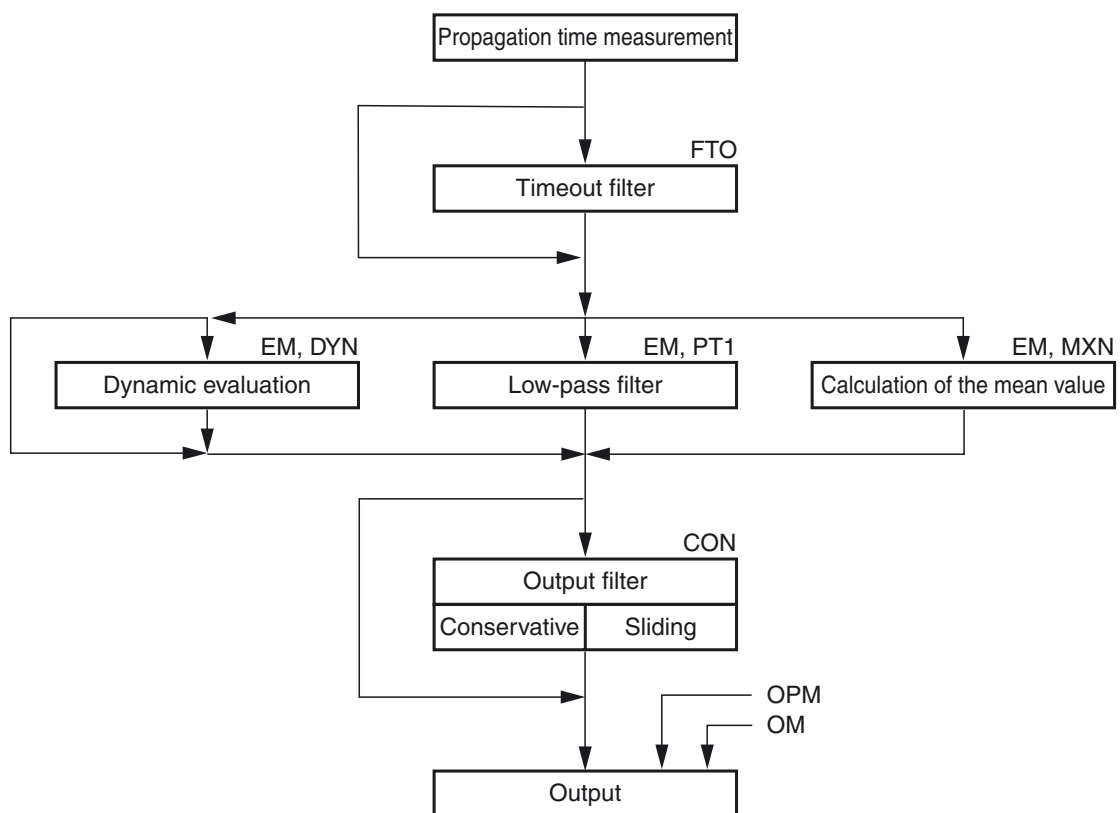 Propagation time measurement
FTO
Timeout filter
EM, DYN
Dynamic evaluation
EM, PT1
Low-pass filter
EM, MXN
Calculation of the mean value
CON
Output filter
Conservative
Sliding
OPM
OM
Output